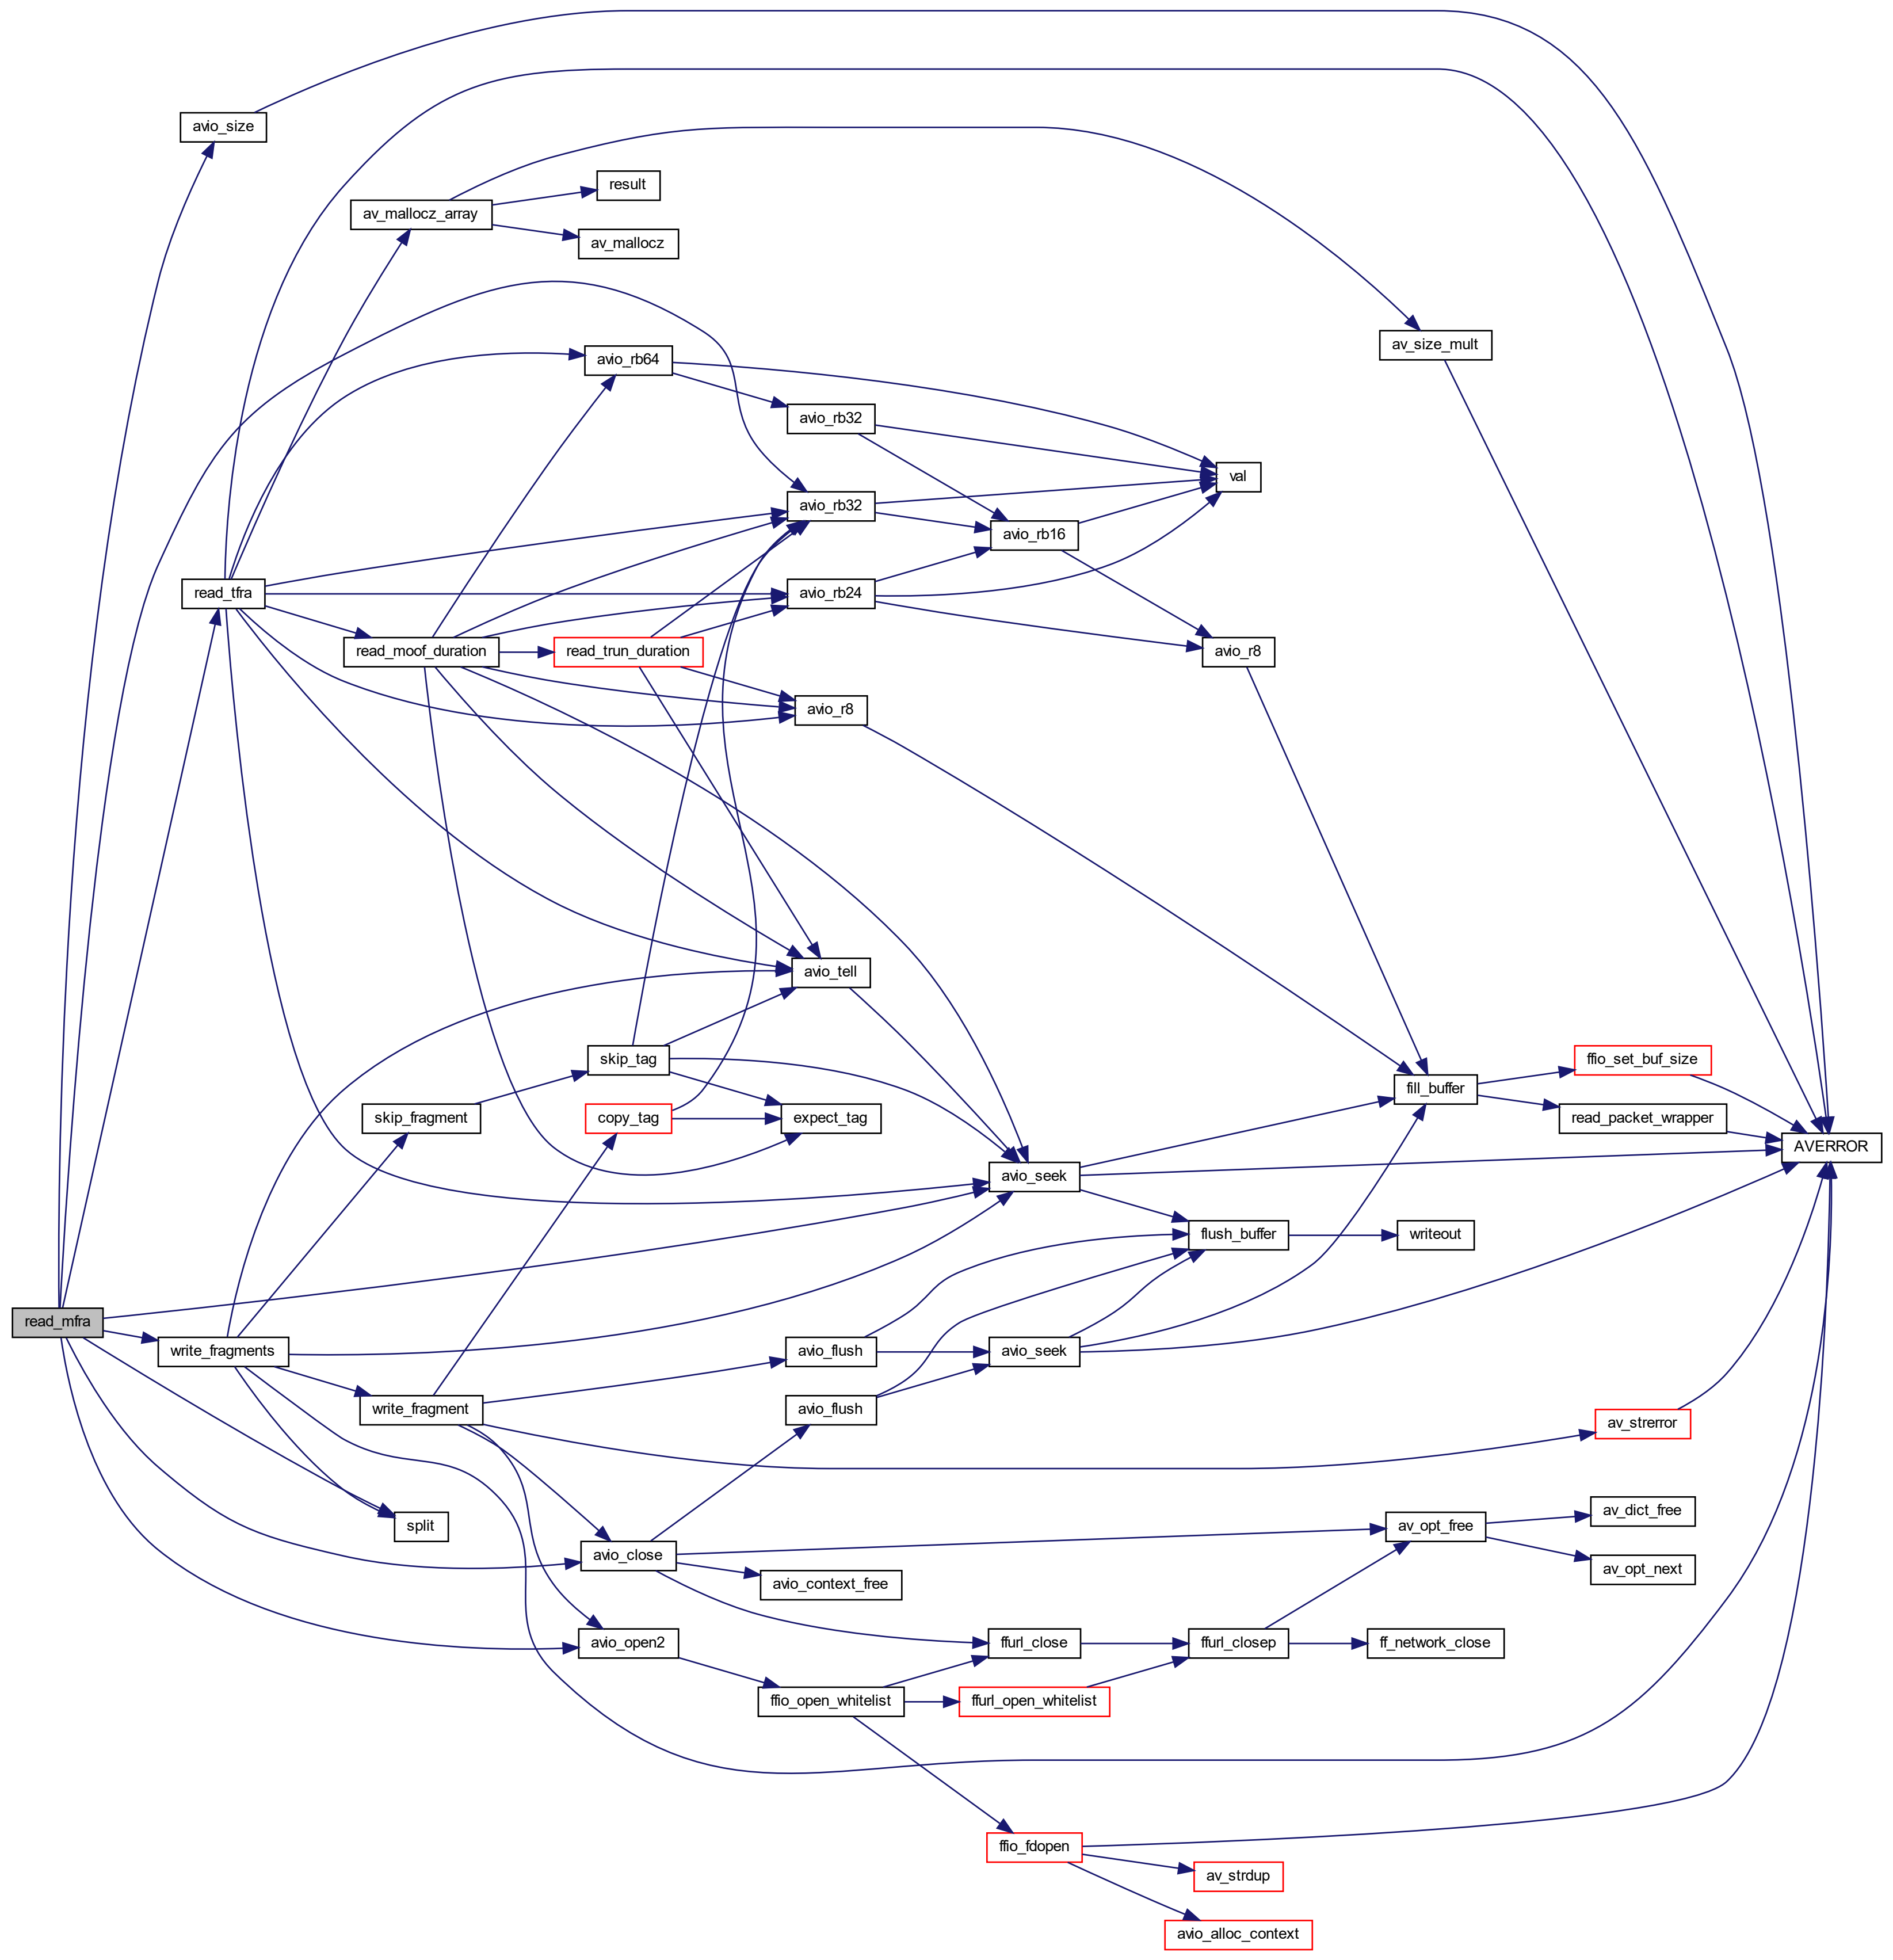 avio_size
result
av_mallocz_array
av_mallocz
av_size_mult
avio_rb64
avio_rb32
val
avio_rb32
avio_rb16
read_tfra
avio_rb24
read_moof_duration
read_trun_duration
avio_r8
avio_r8
avio_tell
skip_tag
ffio_set_buf_size
fill_buffer
skip_fragment
copy_tag
expect_tag
read_packet_wrapper
AVERROR
avio_seek
flush_buffer
writeout
read_mfra
write_fragments
avio_flush
avio_seek
write_fragment
avio_flush
av_strerror
split
av_opt_free
av_dict_free
avio_close
avio_context_free
av_opt_next
avio_open2
ffurl_close
ffurl_closep
ff_network_close
ffio_open_whitelist
ffurl_open_whitelist
ffio_fdopen
av_strdup
avio_alloc_context